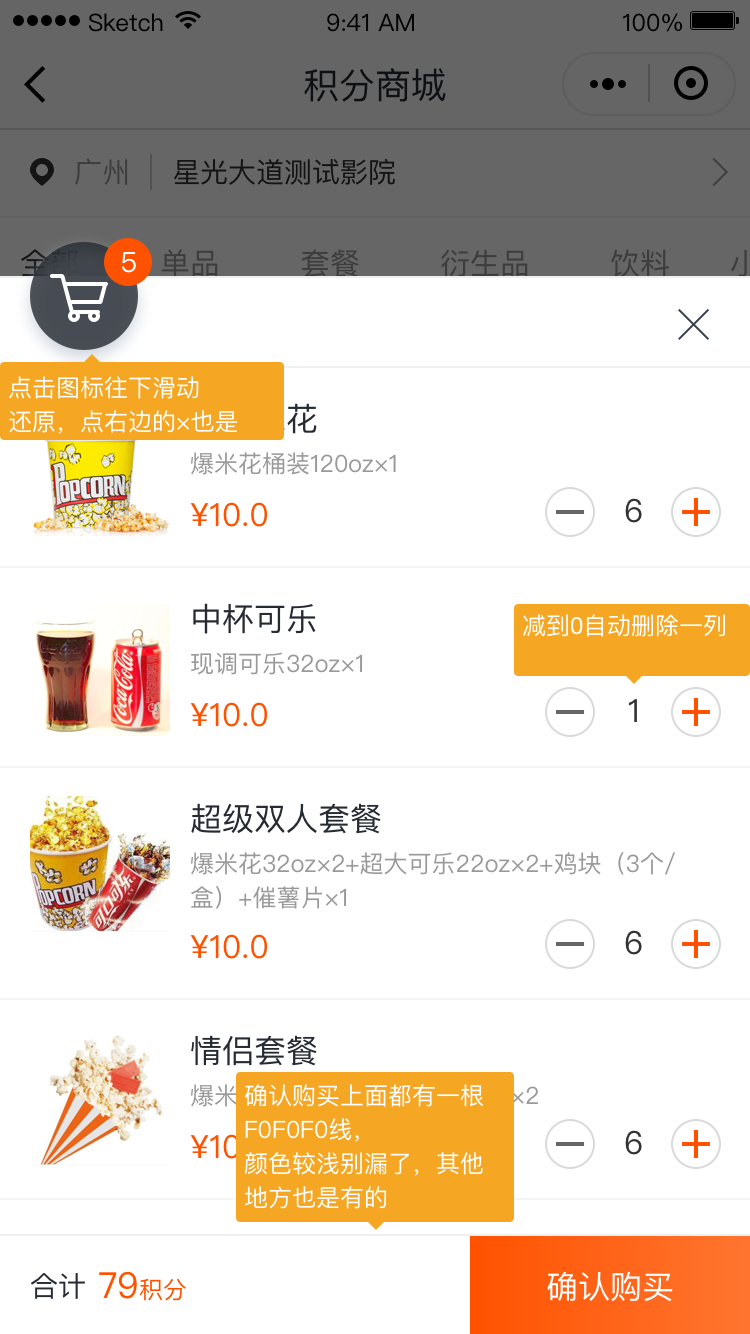 Sketch 9:41 AM 100%
积分商城
广州 星光大道测试影院
全部 单品 套餐 衍生品 饮料 小
5
点击图标往下滑动
还原，点右边的×也是
花
爆米花桶装120oz×1
POPCORN
¥10.0 6
中杯可乐
减到0自动删除一列
现调可乐32oz×1
Coca-Cola
¥10.0 1
超级双人套餐
爆米花32oz×2+超大可乐22oz×2+鸡块（3个/
盒）+催薯片×1
POPCORN
¥10.0 6
情侣套餐
爆米 ×2
确认购买上面都有一根
F0F0F0线，
颜色较浅别漏了，其他
地方也是有的
¥10 6
合计 79积分 确认购买